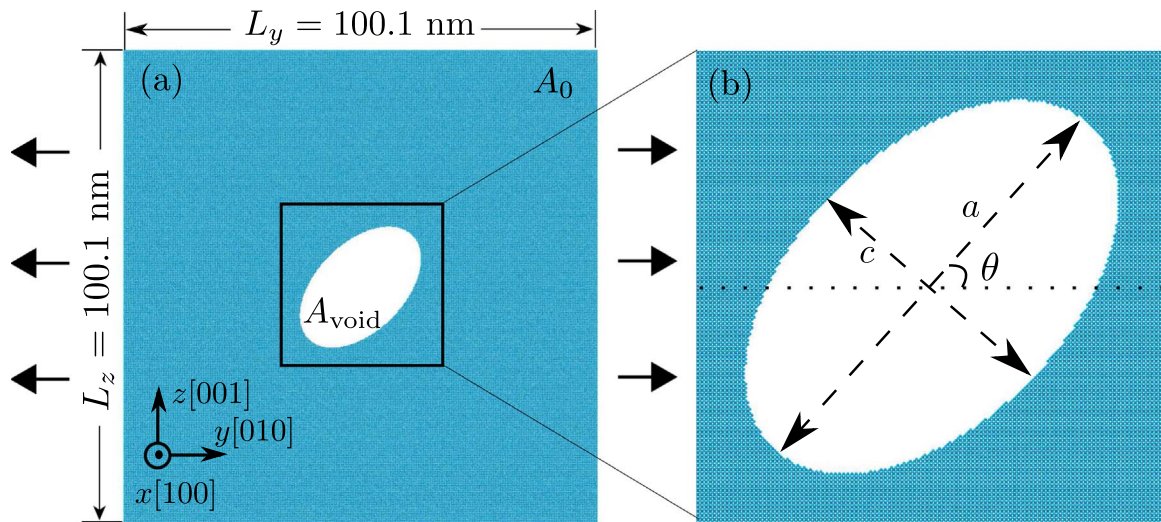 L_y = 100.1 nm
(a)
A_0
(b)
L_z = 100.1 nm
a
c
θ
A_void
z[001]
y[010]
x[100]